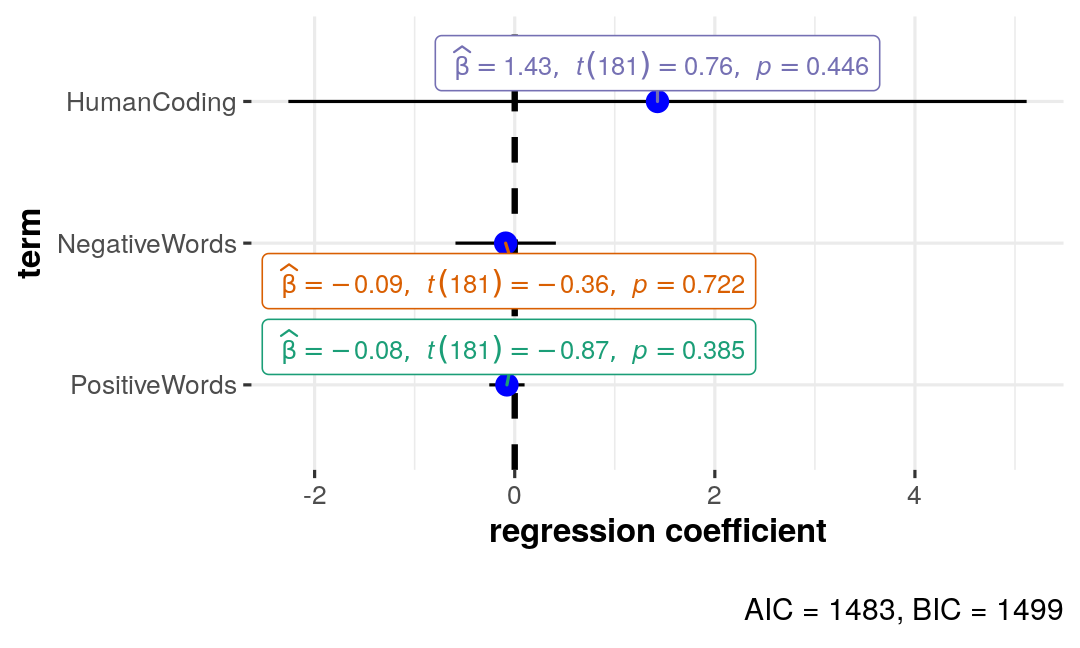 β̂ = 1.43, t(181) = 0.76, p = 0.446
HumanCoding
NegativeWords
β̂ = −0.09, t(181) = −0.36, p = 0.722
β̂ = −0.08, t(181) = −0.87, p = 0.385
PositiveWords
term
-2 0 2 4
regression coefficient
AIC = 1483, BIC = 1499